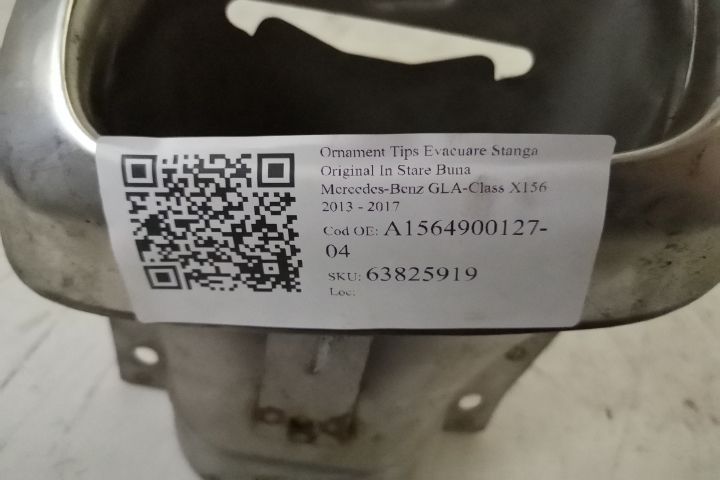 Ornament Tips Evacuare Stanga
Original In Stare Buna
Mercedes-Benz GLA-Class X156
2013 - 2017
Cod OE: A1564900127-
04
SKU: 63825919
Loc: